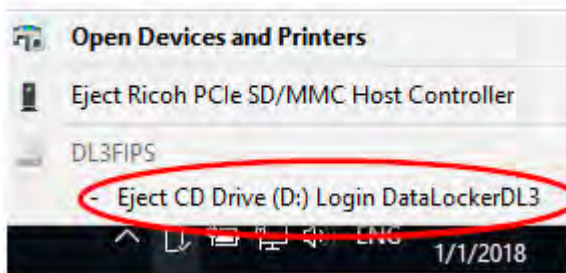 Open Devices and Printers
Eject Ricoh PCIe SD/MMC Host Controller
DL3FIPS
- Eject CD Drive (D:) Login DataLockerDL3
ENG
1/1/2018